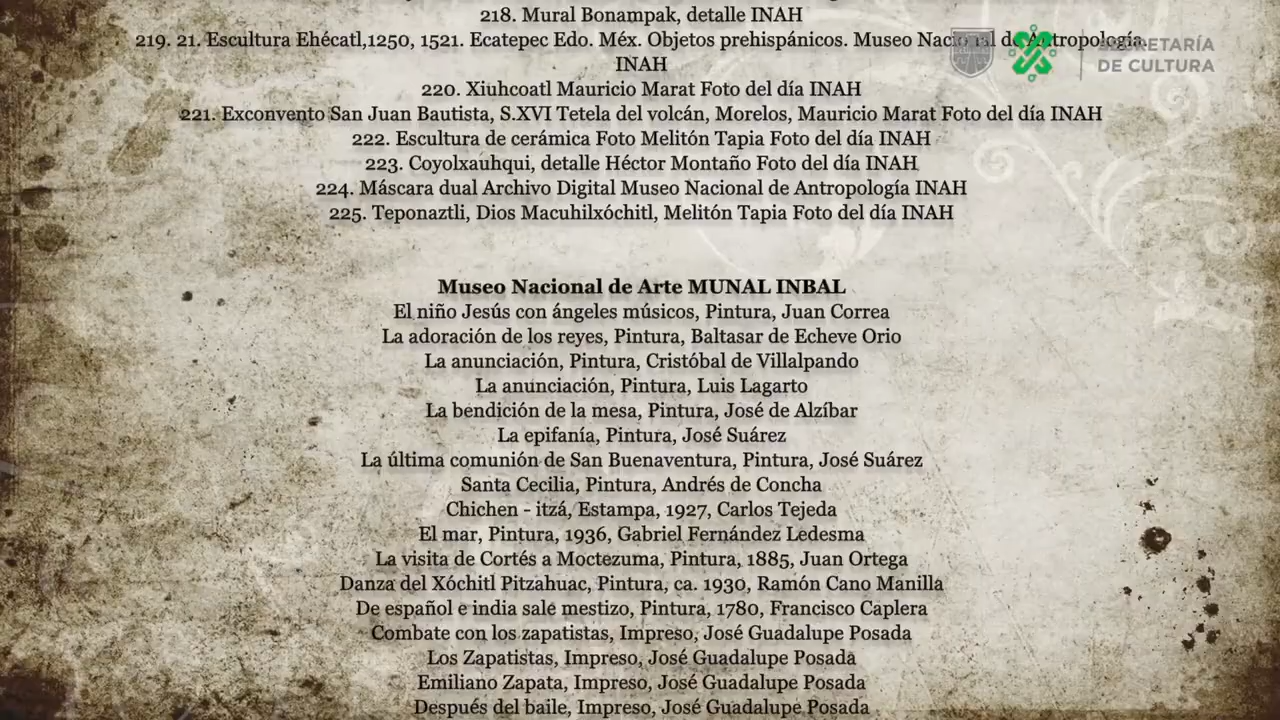 218. Mural Bonampak, detalle INAH
219. 21. Escultura Ehécatl,1250, 1521. Ecatepec Edo. Méx. Objetos prehispánicos. Museo Nacional de Antropología
INAH
220. Xiuhcoatl Mauricio Marat Foto del día INAH
221. Exconvento San Juan Bautista, S.XVI Tetela del volcán, Morelos, Mauricio Marat Foto del día INAH
222. Escultura de cerámica Foto Melitón Tapia Foto del día INAH
223. Coyolxauhqui, detalle Héctor Montaño Foto del día INAH
224. Máscara dual Archivo Digital Museo Nacional de Antropología INAH
225. Teponaztli, Dios Macuhilxóchitl, Melitón Tapia Foto del día INAH
SECRETARÍA
DE CULTURA
Museo Nacional de Arte MUNAL INBAL
El niño Jesús con ángeles músicos, Pintura, Juan Correa
La adoración de los reyes, Pintura, Baltasar de Echeve Orio
La anunciación, Pintura, Cristóbal de Villalpando
La anunciación, Pintura, Luis Lagarto
La bendición de la mesa, Pintura, José de Alzíbar
La epifanía, Pintura, José Suárez
La última comunión de San Buenaventura, Pintura, José Suárez
Santa Cecilia, Pintura, Andrés de Concha
Chichen - itzá, Estampa, 1927, Carlos Tejeda
El mar, Pintura, 1936, Gabriel Fernández Ledesma
La visita de Cortés a Moctezuma, Pintura, 1885, Juan Ortega
Danza del Xóchitl Pitzahuac, Pintura, ca. 1930, Ramón Cano Manilla
De español e india sale mestizo, Pintura, 1780, Francisco Caplera
Combate con los zapatistas, Impreso, José Guadalupe Posada
Los Zapatistas, Impreso, José Guadalupe Posada
Emiliano Zapata, Impreso, José Guadalupe Posada
Después del baile, Impreso, José Guadalupe Posada